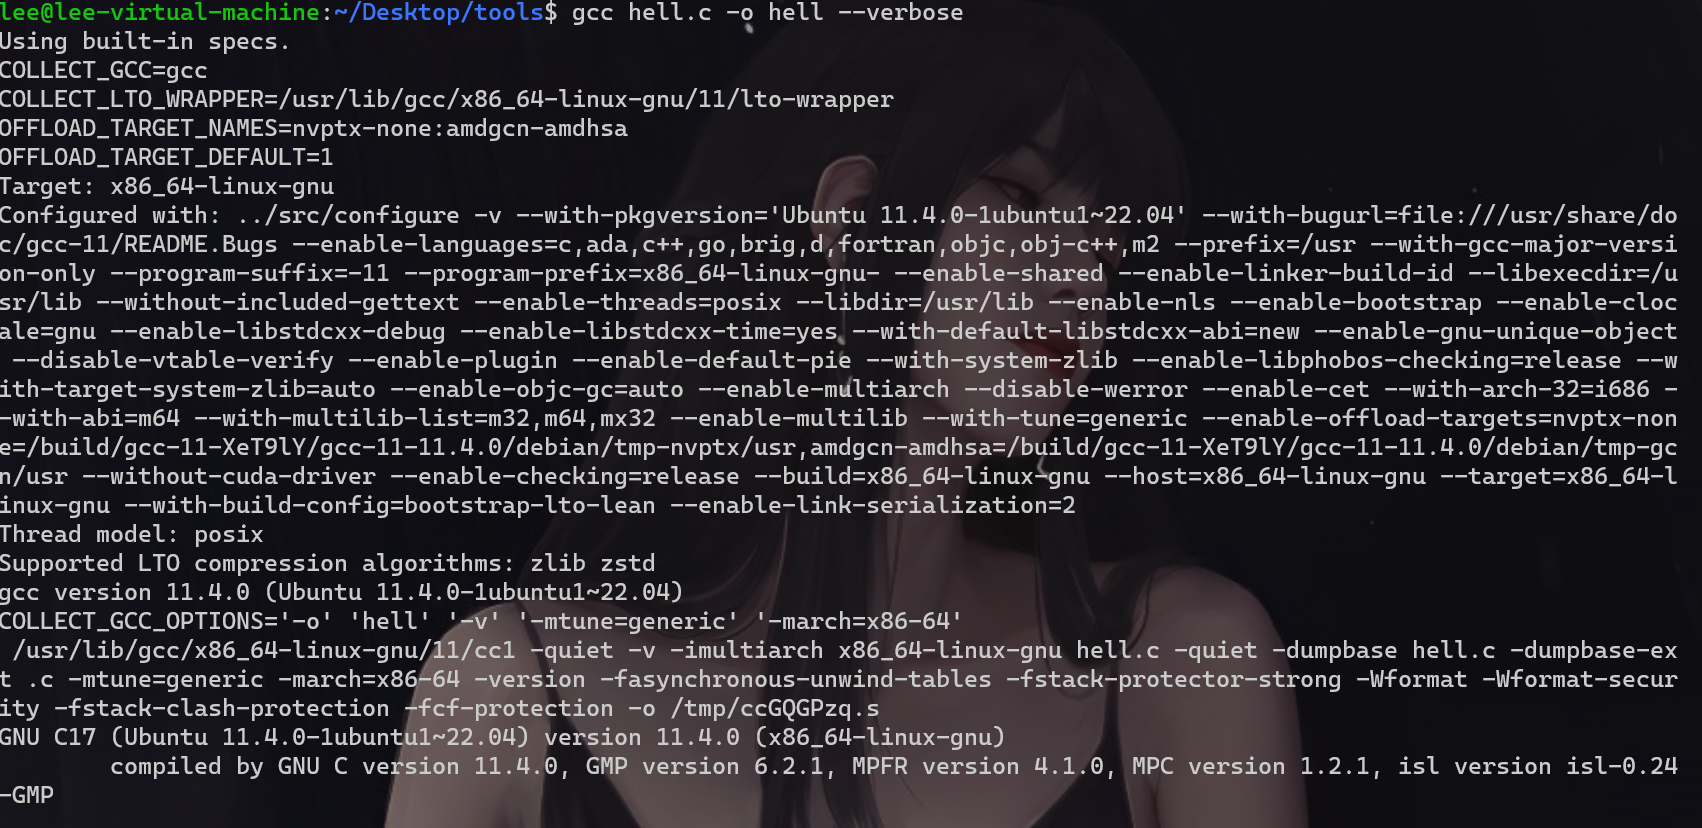 lee@lee-virtual-machine:~/Desktop/tools$ gcc hell.c -o hell --verbose
Using built-in specs.
COLLECT_GCC=gcc
COLLECT_LTO_WRAPPER=/usr/lib/gcc/x86_64-linux-gnu/11/lto-wrapper
OFFLOAD_TARGET_NAMES=nvptx-none:amdgcn-amdhsa
OFFLOAD_TARGET_DEFAULT=1
Target: x86_64-linux-gnu
Configured with: ../src/configure -v --with-pkgversion='Ubuntu 11.4.0-1ubuntu1~22.04' --with-bugurl=file:///usr/share/do
c/gcc-11/README.Bugs --enable-languages=c,ada,c++,go,brig,d,fortran,objc,obj-c++,m2 --prefix=/usr --with-gcc-major-versi
on-only --program-suffix=-11 --program-prefix=x86_64-linux-gnu- --enable-shared --enable-linker-build-id --libexecdir=/u
sr/lib --without-included-gettext --enable-threads=posix --libdir=/usr/lib --enable-nls --enable-bootstrap --enable-cloc
ale=gnu --enable-libstdcxx-debug --enable-libstdcxx-time=yes --with-default-libstdcxx-abi=new --enable-gnu-unique-object
 --disable-vtable-verify --enable-plugin --enable-default-pie --with-system-zlib --enable-libphobos-checking=release --w
ith-target-system-zlib=auto --enable-objc-gc=auto --enable-multiarch --disable-werror --enable-cet --with-arch-32=i686 -
-with-abi=m64 --with-multilib-list=m32,m64,mx32 --enable-multilib --with-tune=generic --enable-offload-targets=nvptx-non
e=/build/gcc-11-XeT9lY/gcc-11-11.4.0/debian/tmp-nvptx/usr,amdgcn-amdhsa=/build/gcc-11-XeT9lY/gcc-11-11.4.0/debian/tmp-gc
n/usr --without-cuda-driver --enable-checking=release --build=x86_64-linux-gnu --host=x86_64-linux-gnu --target=x86_64-l
inux-gnu --with-build-config=bootstrap-lto-lean --enable-link-serialization=2
Thread model: posix
Supported LTO compression algorithms: zlib zstd
gcc version 11.4.0 (Ubuntu 11.4.0-1ubuntu1~22.04)
COLLECT_GCC_OPTIONS='-o' 'hell' '-v' '-mtune=generic' '-march=x86-64'
 /usr/lib/gcc/x86_64-linux-gnu/11/cc1 -quiet -v -imultiarch x86_64-linux-gnu hell.c -quiet -dumpbase hell.c -dumpbase-ex
t .c -mtune=generic -march=x86-64 -version -fasynchronous-unwind-tables -fstack-protector-strong -Wformat -Wformat-secur
ity -fstack-clash-protection -fcf-protection -o /tmp/ccGQGPzq.s
GNU C17 (Ubuntu 11.4.0-1ubuntu1~22.04) version 11.4.0 (x86_64-linux-gnu)
        compiled by GNU C version 11.4.0, GMP version 6.2.1, MPFR version 4.1.0, MPC version 1.2.1, isl version isl-0.24
-GMP